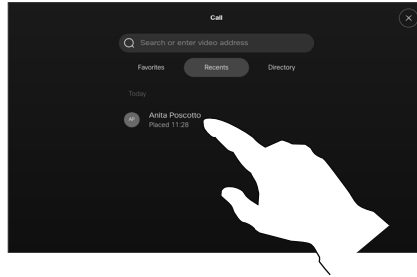 Call
Search or enter video address
Favorites Recents Directory
Today
AP
Anita Poscotto
Placed 11:28